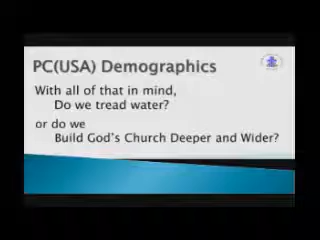 PC(USA) Demographics
With all of that in mind,
Do we tread water?
or do we
Build God's Church Deeper and Wider?